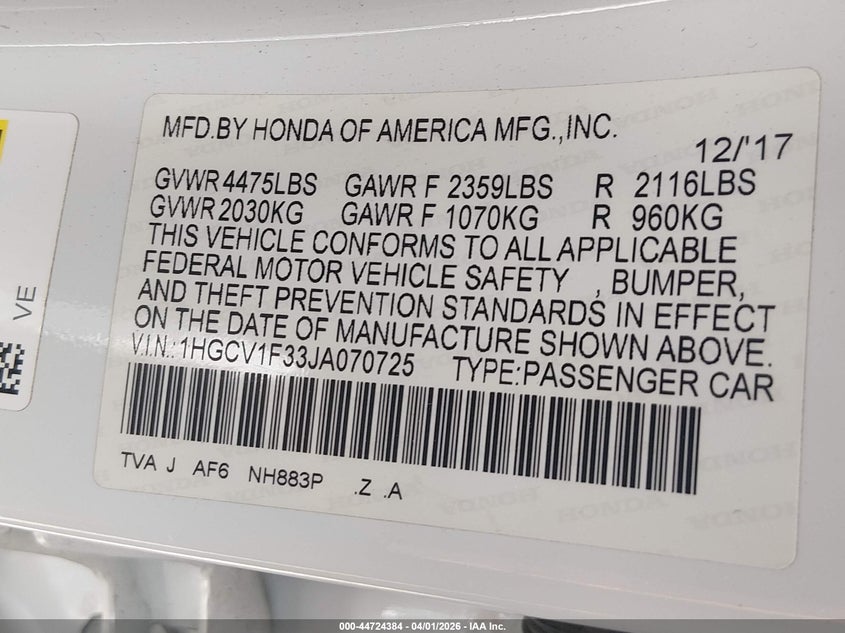 MFD.BY HONDA OF AMERICA MFG.,INC.
12/'17
GVWR 4475LBS GAWR F 2359LBS R 2116LBS
GVWR 2030KG GAWR F 1070KG R 960KG
THIS VEHICLE CONFORMS TO ALL APPLICABLE
FEDERAL MOTOR VEHICLE SAFETY , BUMPER,
AND THEFT PREVENTION STANDARDS IN EFFECT
ON THE DATE OF MANUFACTURE SHOWN ABOVE.
V.I.N.:1HGCV1F33JA070725 TYPE:PASSENGER CAR
TVA J AF6 NH883P .Z .A
VE
000-44724384 | 04/01/2026 | IAA Inc.